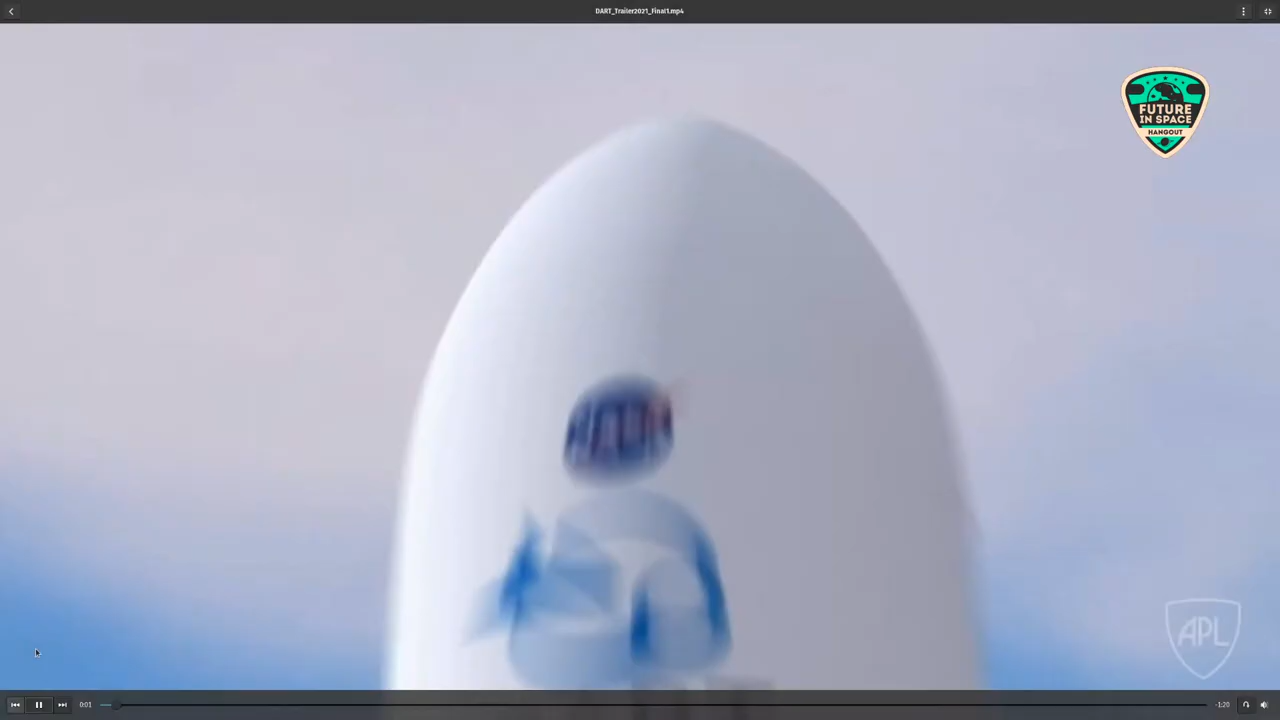 DART_Trailer2021_Final1.mp4
FUTURE
IN SPACE
HANGOUT
APL
0:01
-1:20